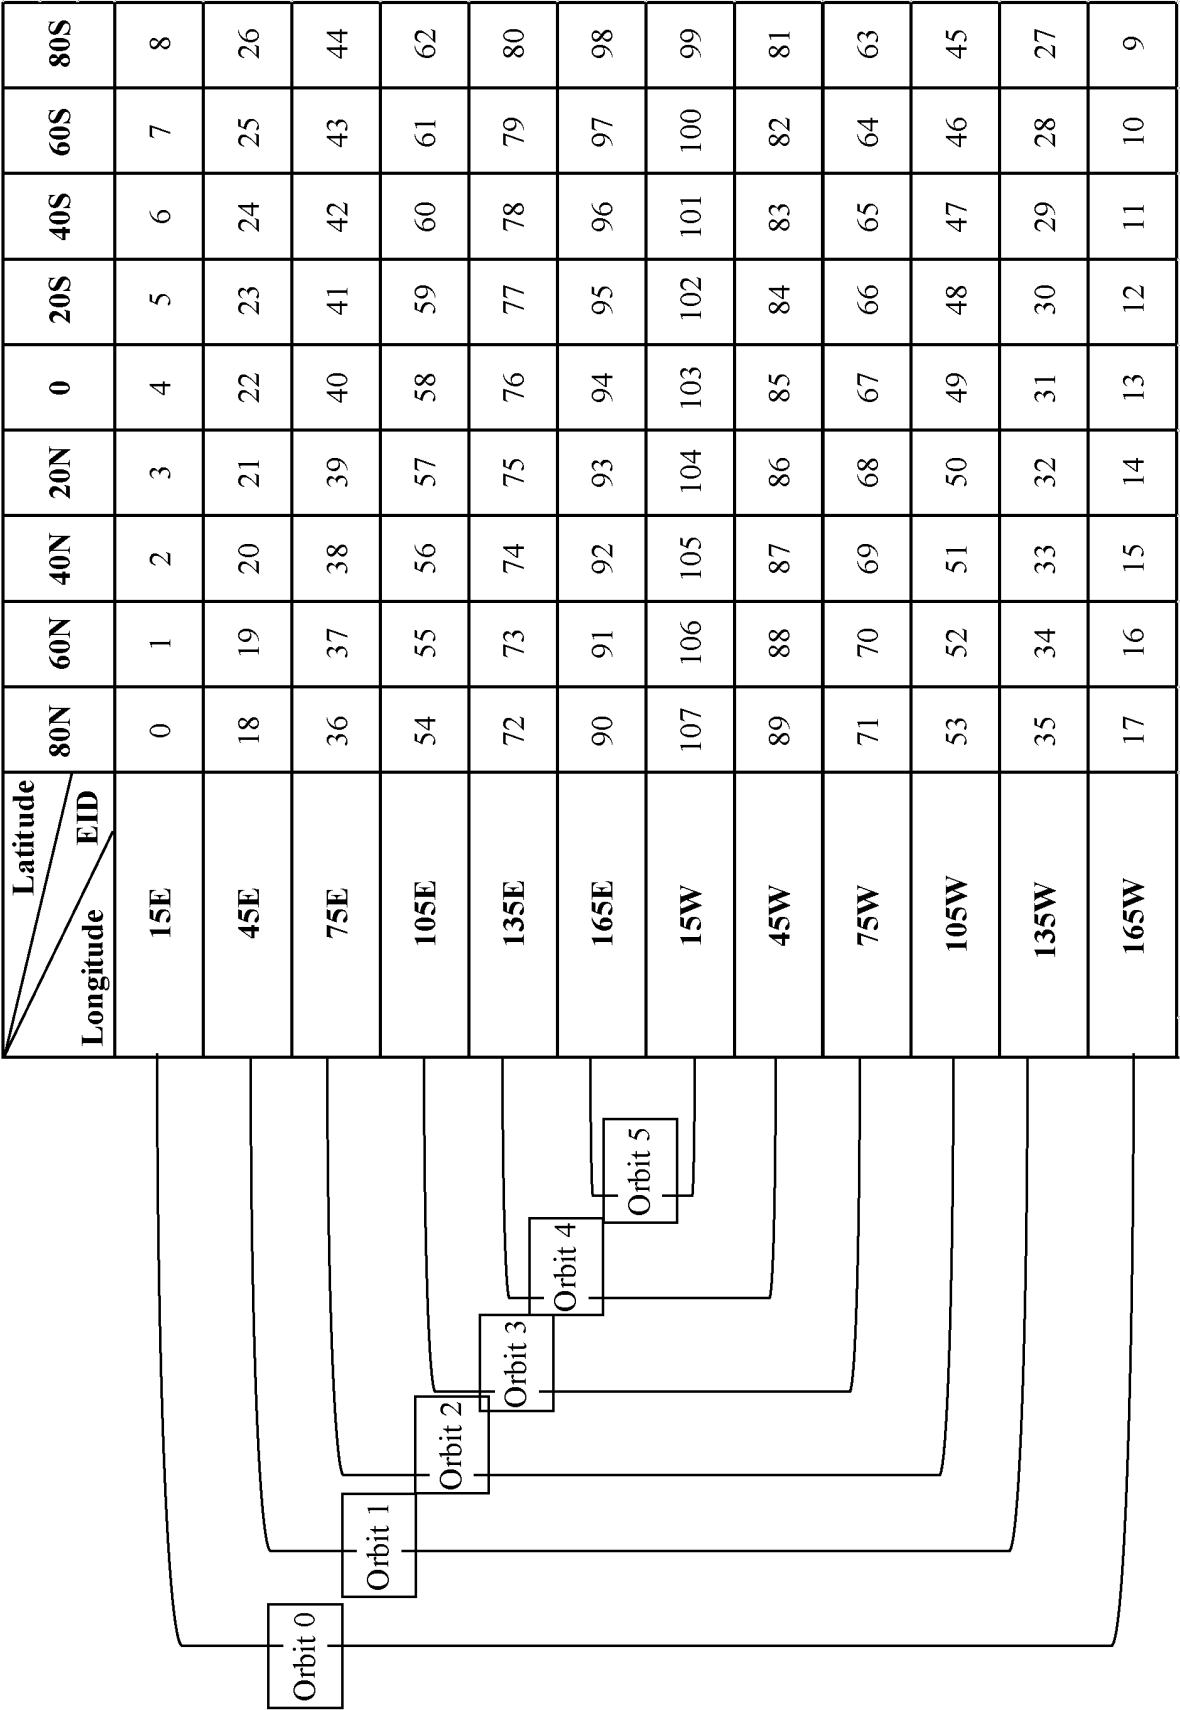 Latitude
Longitude EID 80N 60N 40N 20N 0 20S 40S 60S 80S
15E 0 1 2 3 4 5 6 7 8
45E 18 19 20 21 22 23 24 25 26
Orbit 0
75E 36 37 38 39 40 41 42 43 44
Orbit 1
105E 54 55 56 57 58 59 60 61 62
Orbit 2
135E 72 73 74 75 76 77 78 79 80
Orbit 3
Orbit 4
165E 90 91 92 93 94 95 96 97 98
Orbit 5
15W 107 106 105 104 103 102 101 100 99
45W 89 88 87 86 85 84 83 82 81
75W 71 70 69 68 67 66 65 64 63
105W 53 52 51 50 49 48 47 46 45
135W 35 34 33 32 31 30 29 28 27
165W 17 16 15 14 13 12 11 10 9